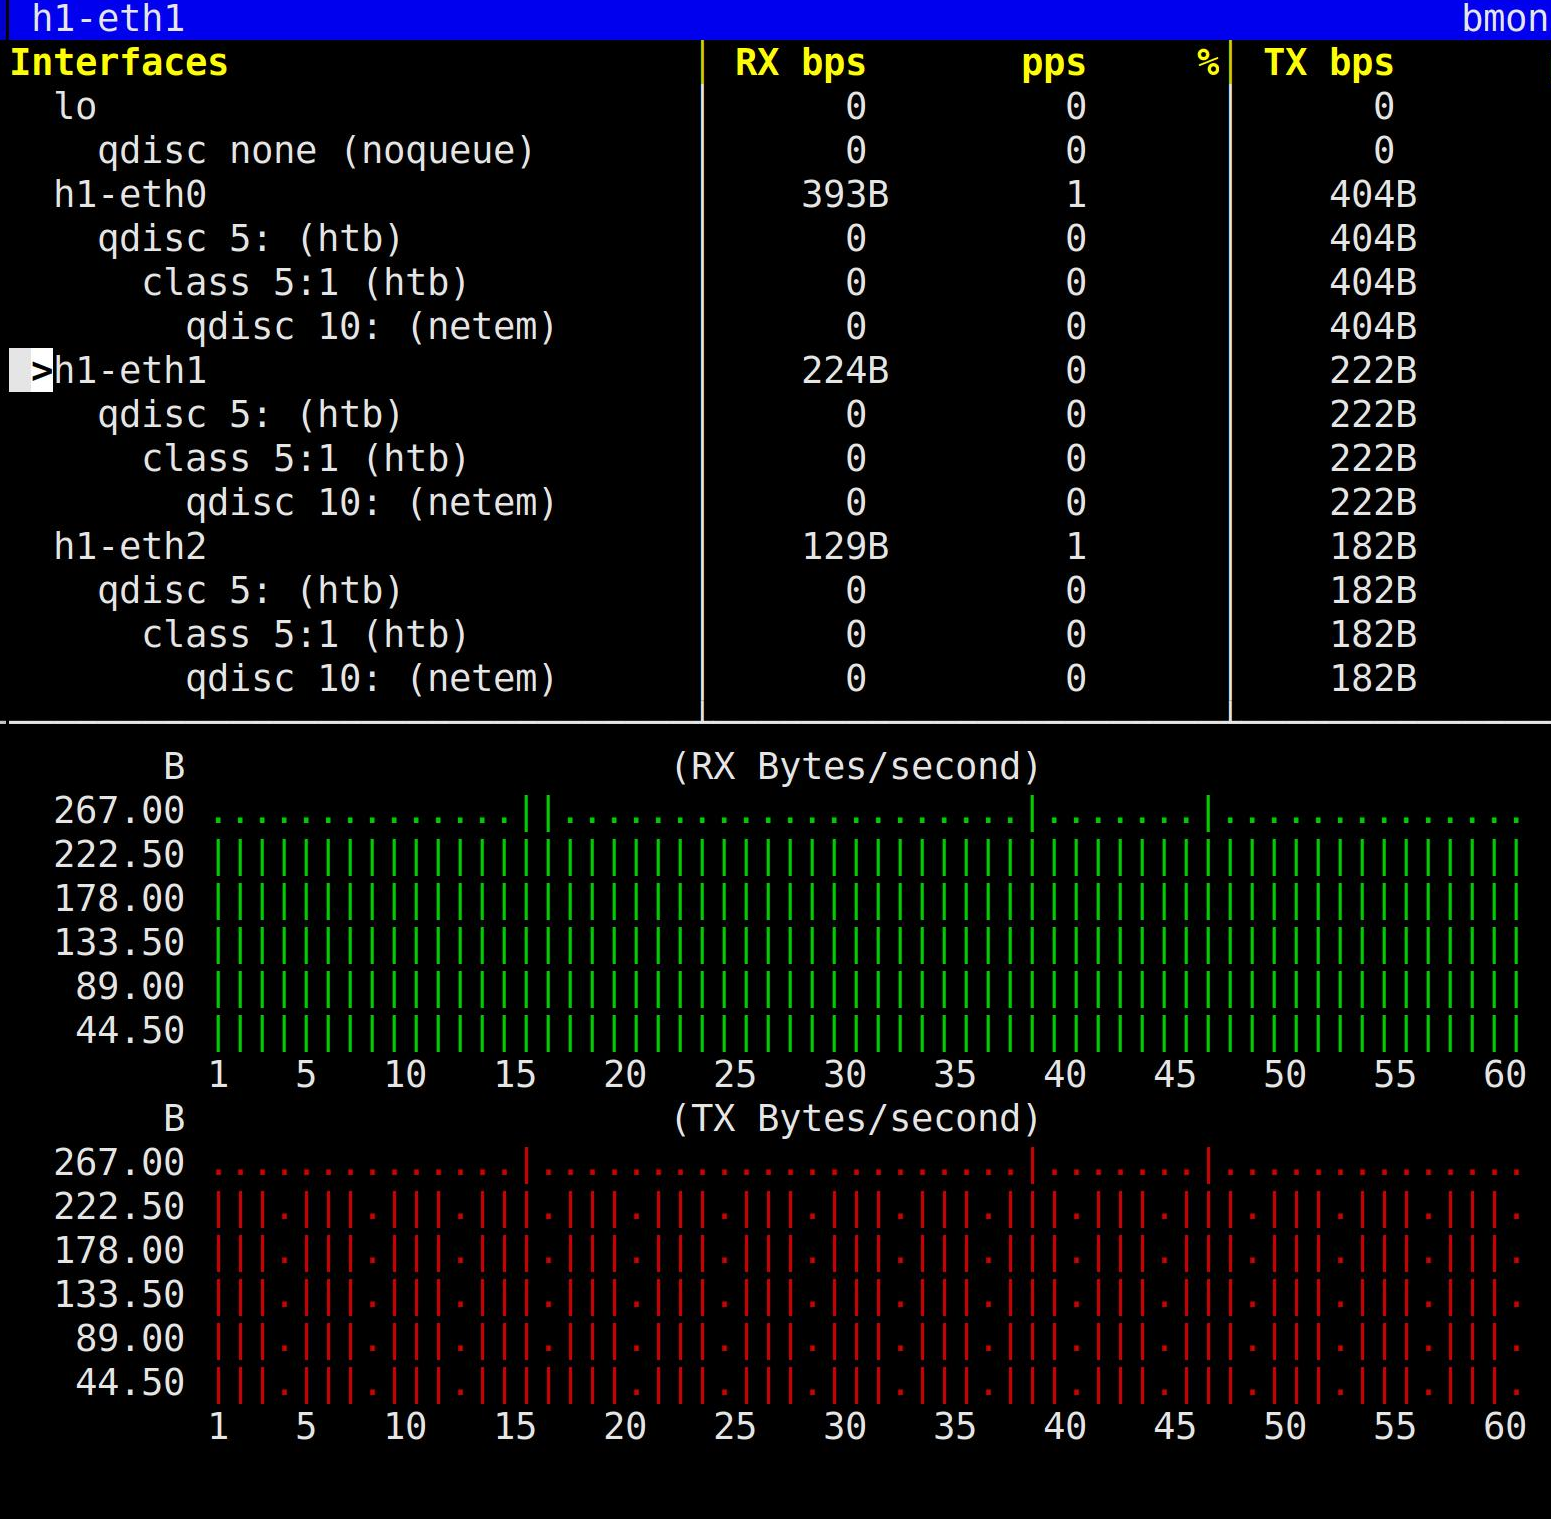 h1-eth1 bmon
Interfaces | RX bps pps %| TX bps
lo | 0 0 | 0
qdisc none (noqueue) | 0 0 | 0
h1-eth0 | 393B 1 | 404B
qdisc 5: (htb) | 0 0 | 404B
class 5:1 (htb) | 0 0 | 404B
qdisc 10: (netem) | 0 0 | 404B
>h1-eth1 | 224B 0 | 222B
qdisc 5: (htb) | 0 0 | 222B
class 5:1 (htb) | 0 0 | 222B
qdisc 10: (netem) | 0 0 | 222B
h1-eth2 | 129B 1 | 182B
qdisc 5: (htb) | 0 0 | 182B
class 5:1 (htb) | 0 0 | 182B
qdisc 10: (netem) | 0 0 | 182B
B (RX Bytes/second)
267.00
222.50
178.00
133.50
89.00
44.50
1 5 10 15 20 25 30 35 40 45 50 55 60
B (TX Bytes/second)
267.00
222.50
178.00
133.50
89.00
44.50
1 5 10 15 20 25 30 35 40 45 50 55 60